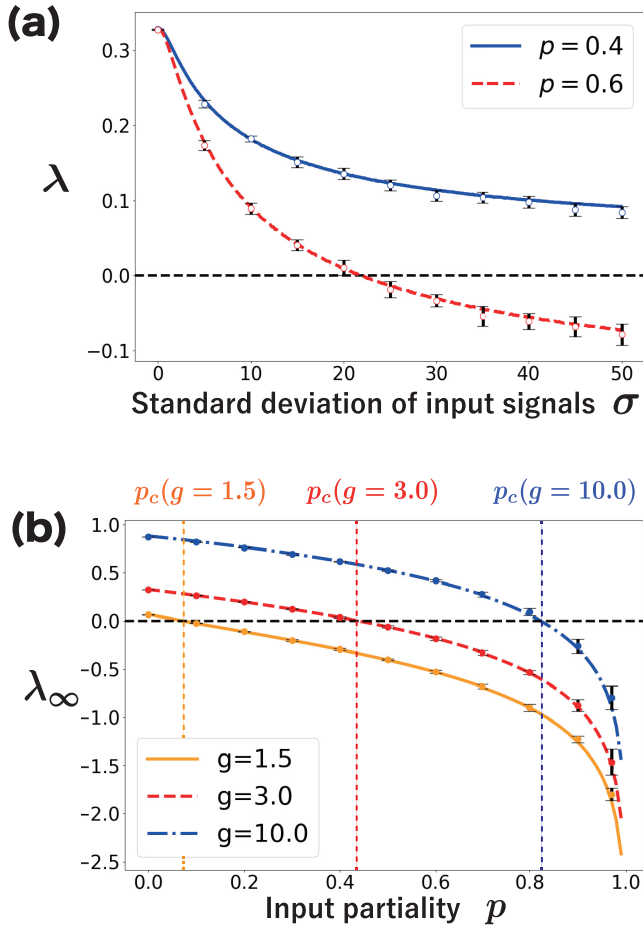 (a)
0.3
0.2
0.1
0.0
−0.1
λ
p = 0.4
p = 0.6
0 10 20 30 40 50
Standard deviation of input signals σ
p_c(g = 1.5) p_c(g = 3.0) p_c(g = 10.0)
(b)
1.0
0.5
0.0
−0.5
−1.0
−1.5
−2.0
−2.5
λ∞
g=1.5
g=3.0
g=10.0
0.0 0.2 0.4 0.6 0.8 1.0
Input partiality p